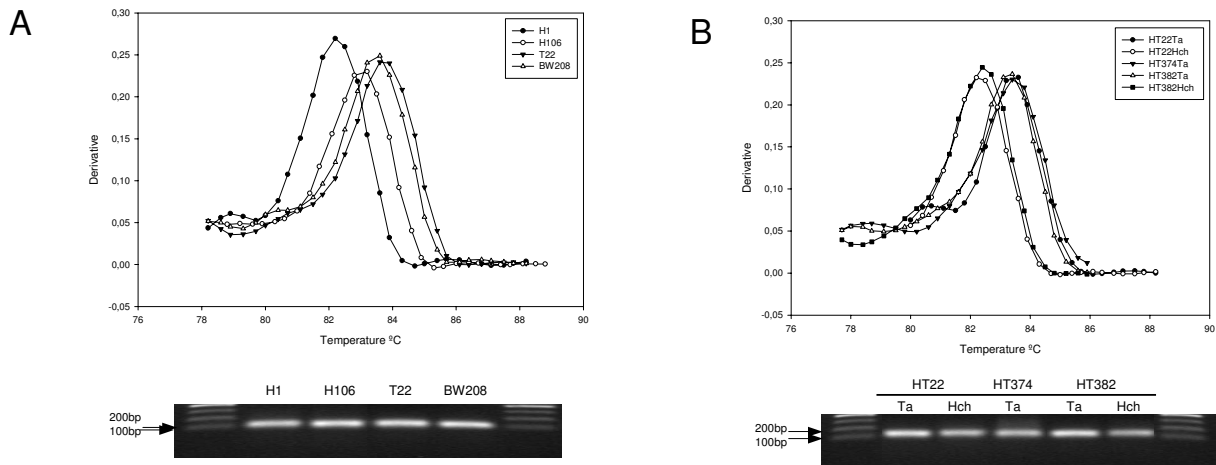 A
0,30
0,25
0,20
0,15
0,10
0,05
0,00
-0,05
Derivative
76 78 80 82 84 86 88 90
Temperature ºC
H1
H106
T22
BW208
H1 H106 T22 BW208
200bp
100bp
B
0,30
0,25
0,20
0,15
0,10
0,05
0,00
-0,05
Derivative
76 78 80 82 84 86 88 90
Temperature ºC
HT22Ta
HT22Hch
HT374Ta
HT382Ta
HT382Hch
HT22 HT374 HT382
Ta Hch Ta Ta Hch
200bp
100bp